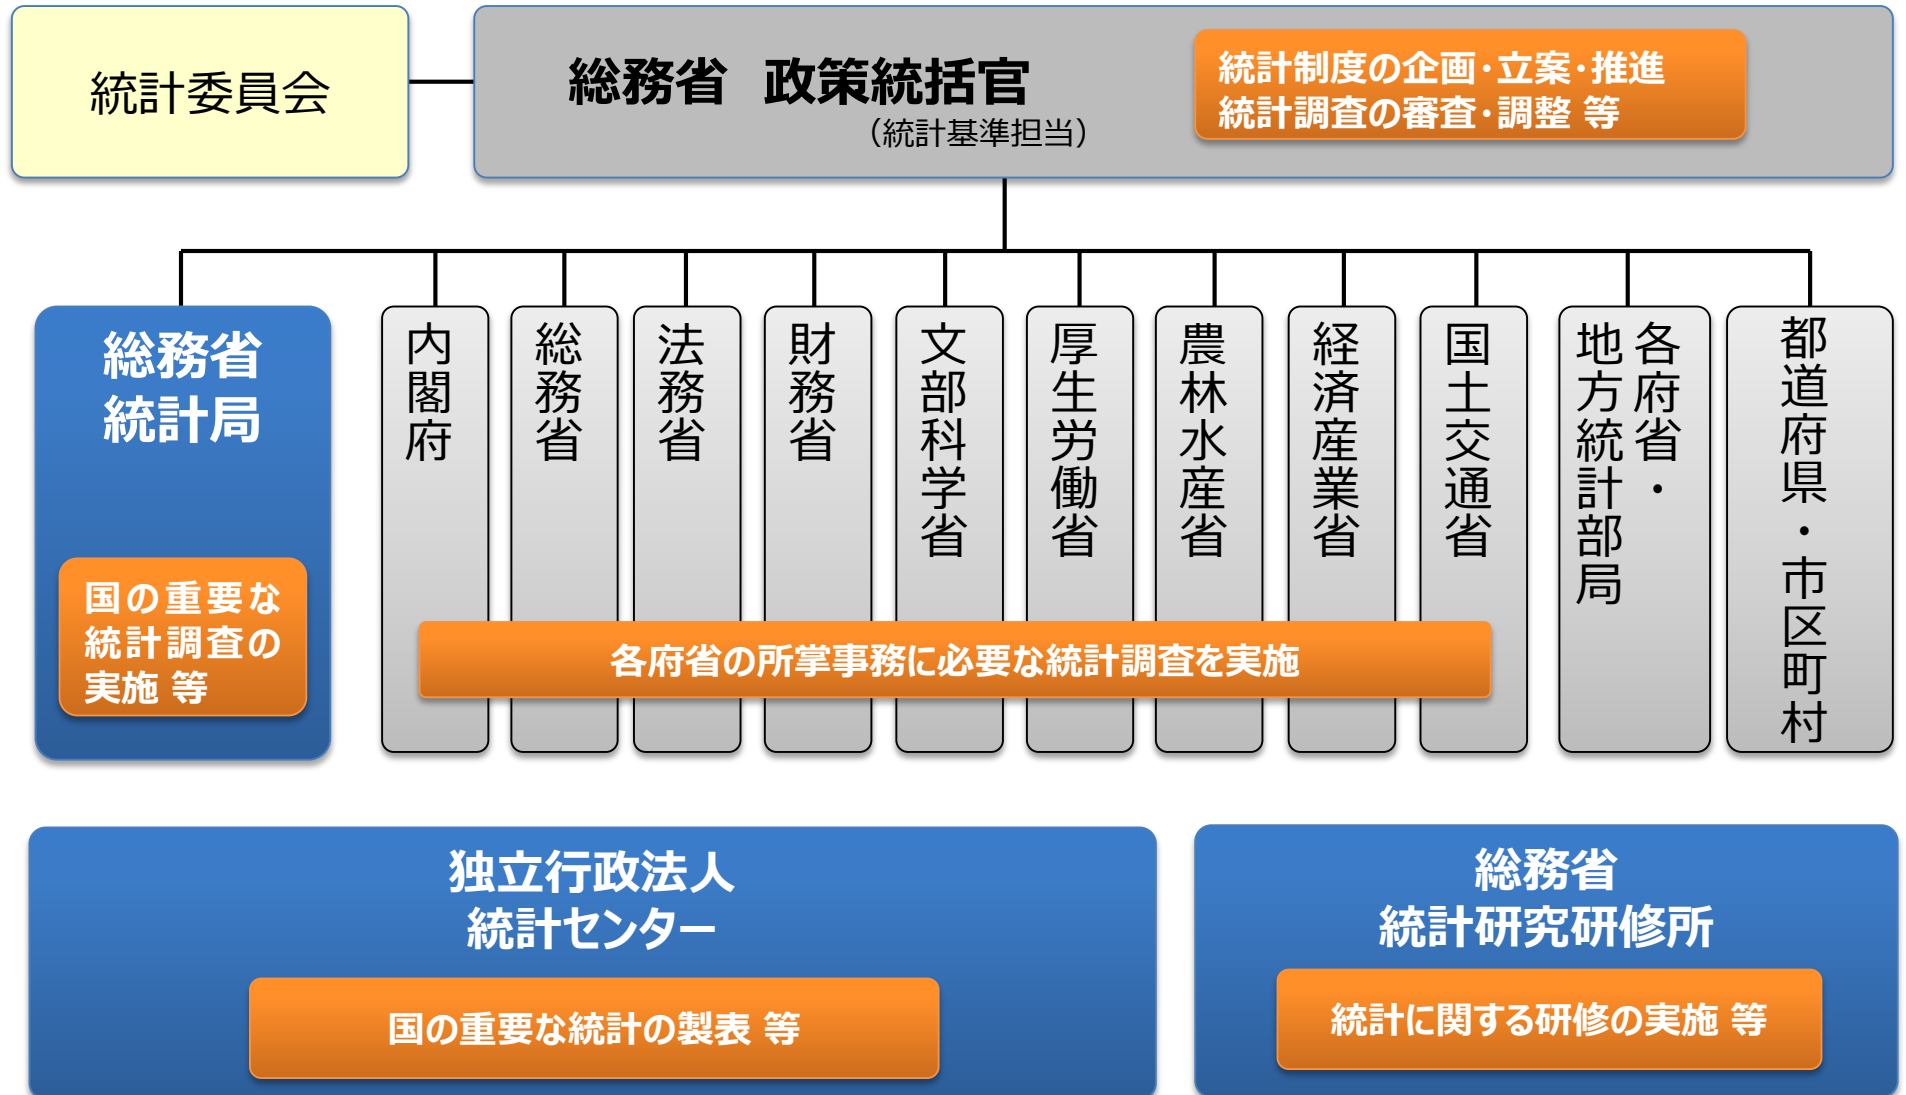 統計委員会
総務省　政策統括官
（統計基準担当）
統計制度の企画・立案・推進
統計調査の審査・調整 等
総務省
統計局
国の重要な
統計調査の
実施 等
内閣府
総務省
法務省
財務省
文部科学省
厚生労働省
農林水産省
経済産業省
国土交通省
各府省・
地方統計部局
都道府県・市区町村
各府省の所掌事務に必要な統計調査を実施
独立行政法人
統計センター
国の重要な統計の製表 等
総務省
統計研究研修所
統計に関する研修の実施 等